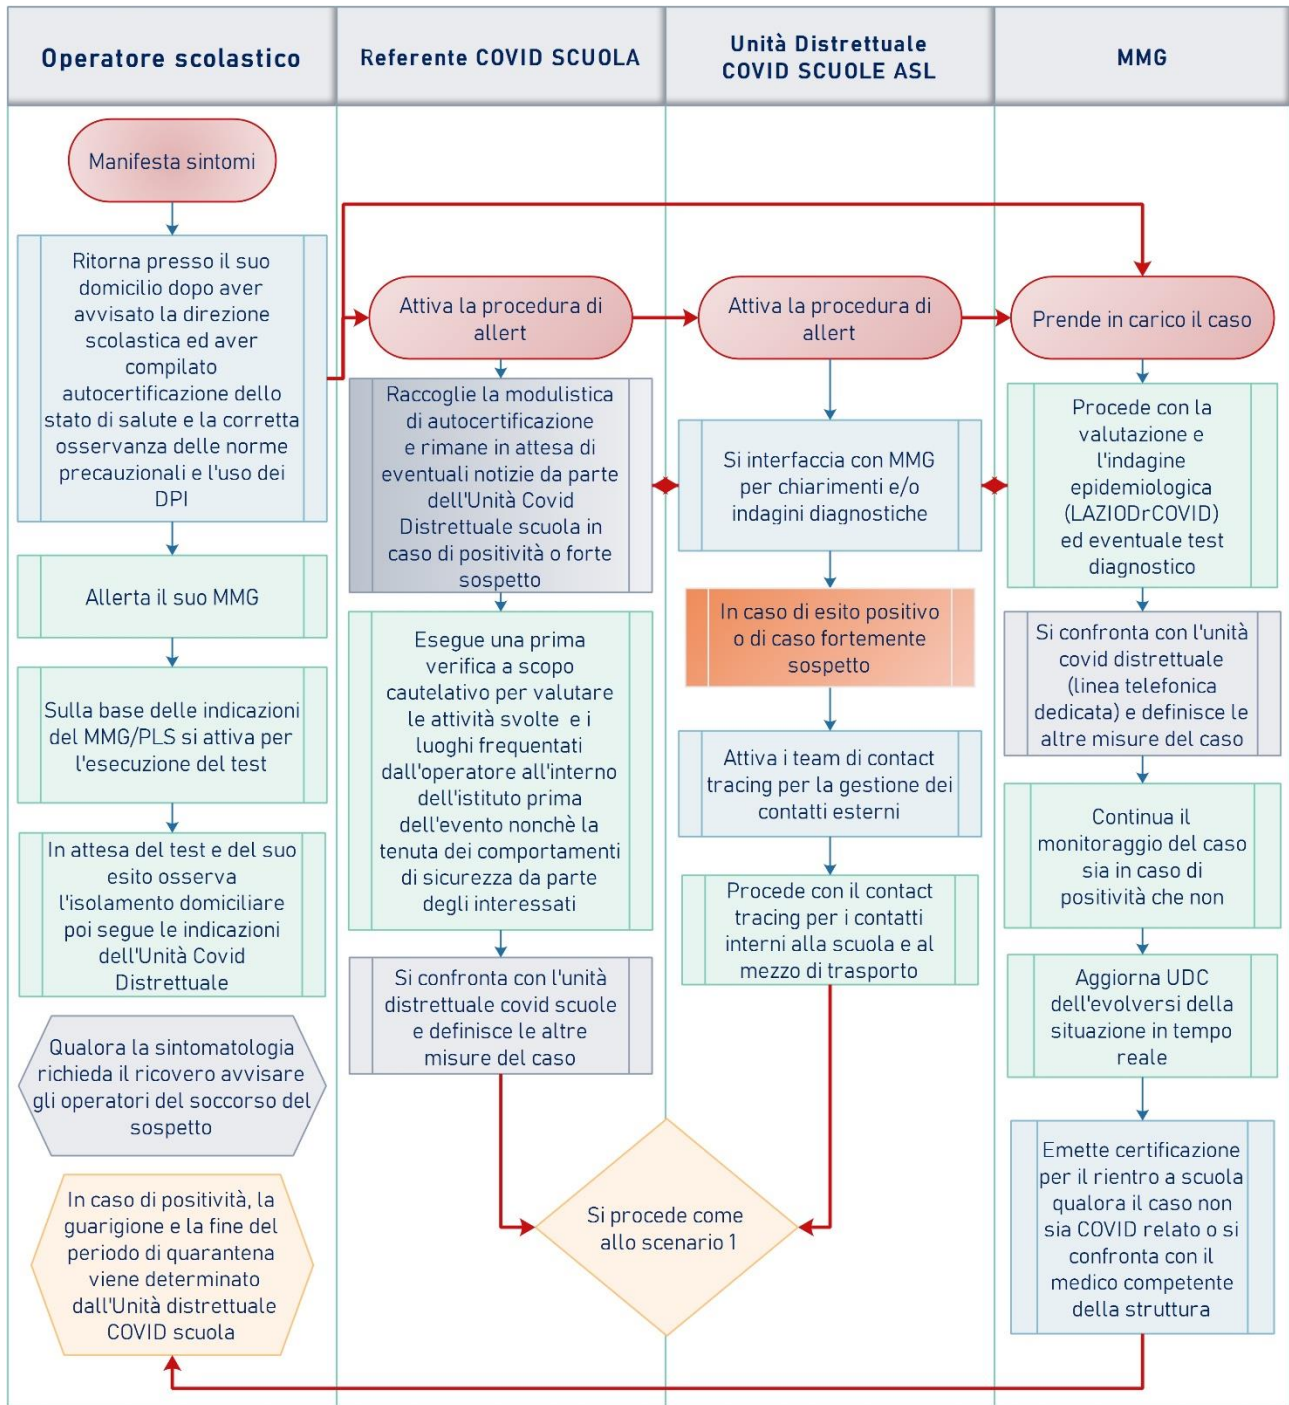 Operatore scolastico
Referente COVID SCUOLA
Unità Distrettuale
COVID SCUOLE ASL
MMG
Manifesta sintomi
Ritorna presso il suo
domicilio dopo aver
avvisato la direzione
scolastica ed aver
compilato
autocertificazione dello
stato di salute e la corretta
osservanza delle norme
precauzionali e l'uso dei
DPI
Allerta il suo MMG
Sulla base delle indicazioni
del MMG/PLS si attiva per
l'esecuzione del test
In attesa del test e del suo
esito osserva
l'isolamento domiciliare
poi segue le indicazioni
dell'Unità Covid
Distrettuale
Qualora la sintomatologia
richieda il ricovero avvisare
gli operatori del soccorso del
sospetto
In caso di positività, la
guarigione e la fine del
periodo di quarantena
viene determinato
dall'Unità distrettuale
COVID scuola
Attiva la procedura di
allert
Raccoglie la modulistica
di autocertificazione
e rimane in attesa di
eventuali notizie da parte
dell'Unità Covid
Distrettuale scuola in
caso di positività o forte
sospetto
Esegue una prima
verifica a scopo
cautelativo per valutare
le attività svolte e i
luoghi frequentati
dall'operatore all'interno
dell'istituto prima
dell'evento nonchè la
tenuta dei comportamenti
di sicurezza da parte
degli interessati
Si confronta con l'unità
distrettuale covid scuole
e definisce le altre
misure del caso
Attiva la procedura di
allert
Si interfaccia con MMG
per chiarimenti e/o
indagini diagnostiche
In caso di esito positivo
o di caso fortemente
sospetto
Attiva i team di contact
tracing per la gestione dei
contatti esterni
Procede con il contact
tracing per i contatti
interni alla scuola e al
mezzo di trasporto
Si procede come
allo scenario 1
Prende in carico il caso
Procede con la
valutazione e
l'indagine
epidemiologica
(LAZIODrCOVID)
ed eventuale test
diagnostico
Si confronta con l'unità
covid distrettuale
(linea telefonica
dedicata) e definisce le
altre misure del caso
Continua il
monitoraggio del caso
sia in caso di
positività che non
Aggiorna UDC
dell'evolversi della
situazione in tempo
reale
Emette certificazione
per il rientro a scuola
qualora il caso non
sia COVID relato o si
confronta con il
medico competente
della struttura